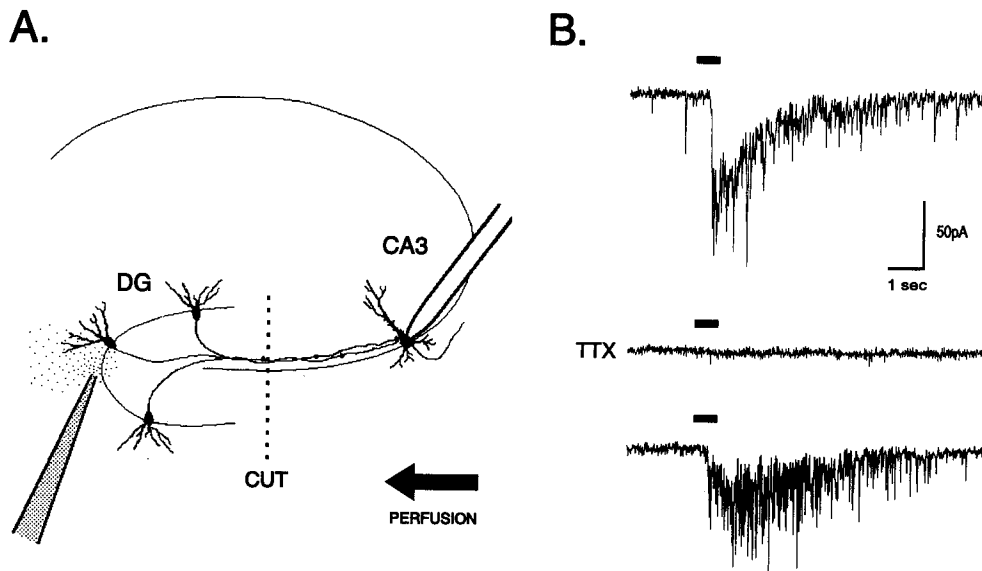 A.
DG
CA3
CUT
PERFUSION
B.
50pA
1 sec
TTX